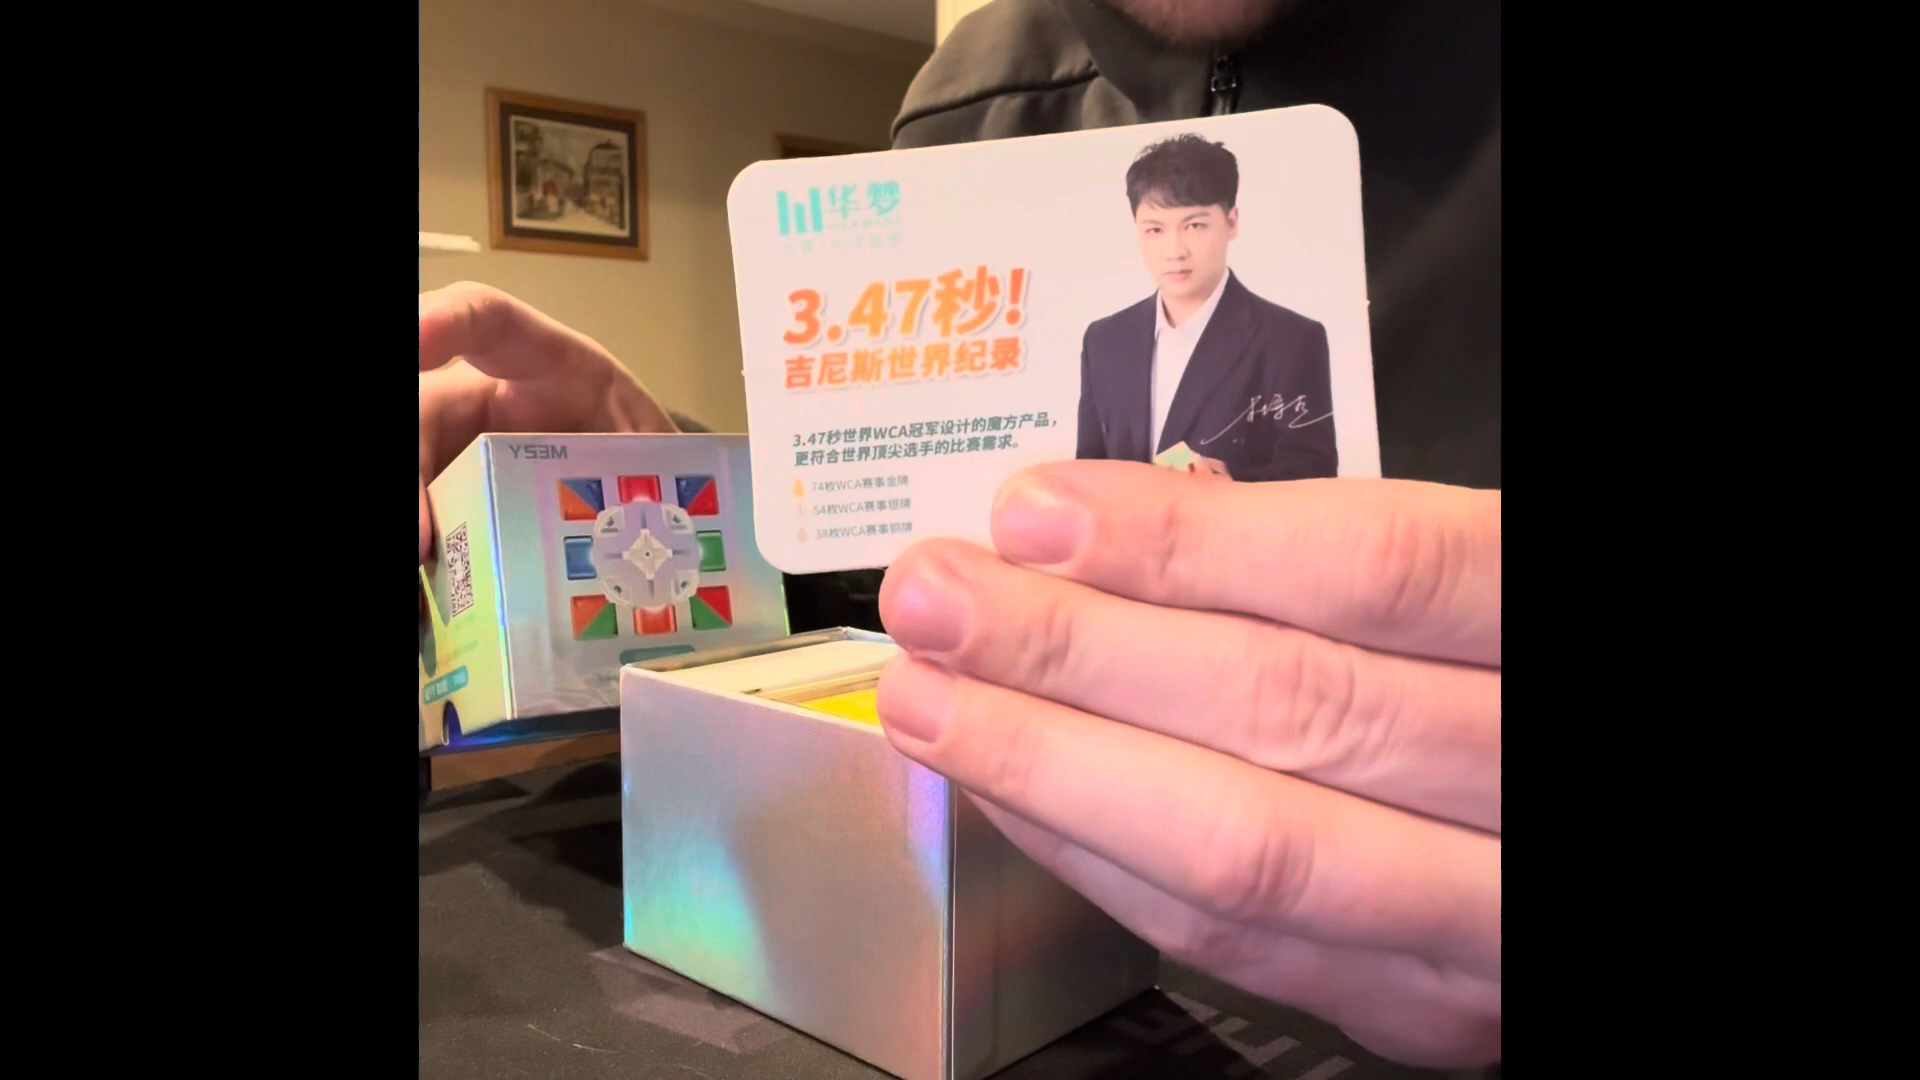 华梦
3.47秒!
吉尼斯世界纪录
3.47秒世界WCA冠军设计的魔方产品,
更符合世界顶尖选手的比赛需求。
74枚WCA赛事金牌
54枚WCA赛事银牌
38枚WCA赛事铜牌
YS3M